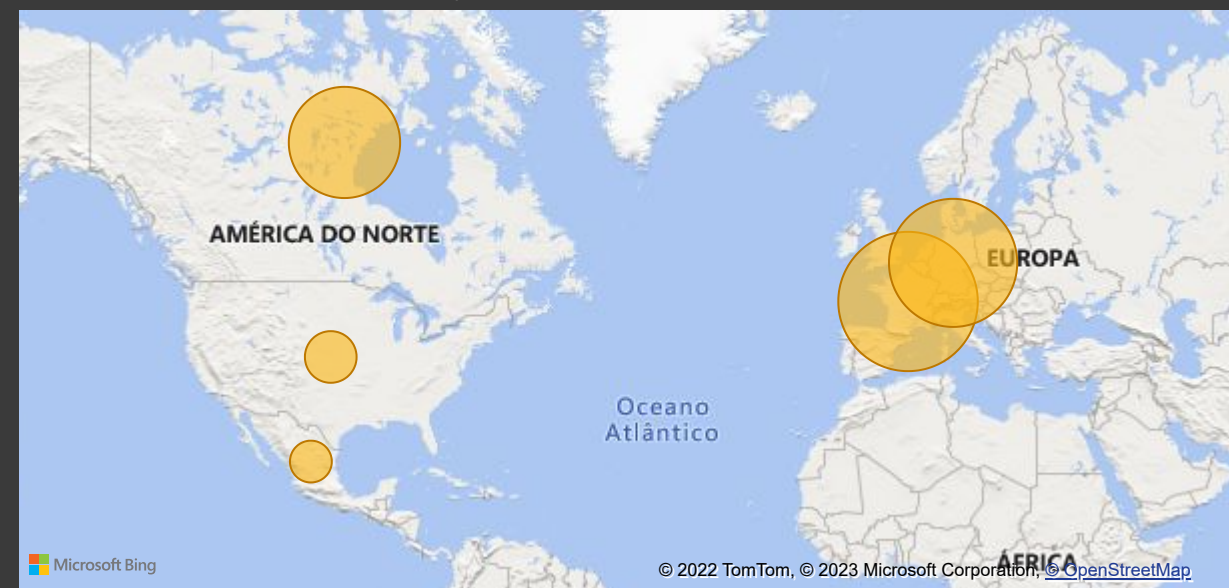 AMÉRICA DO NORTE
EUROPA
Oceano
Atlântico
ÁFRICA
Microsoft Bing
© 2022 TomTom, © 2023 Microsoft Corporation, © OpenStreetMap